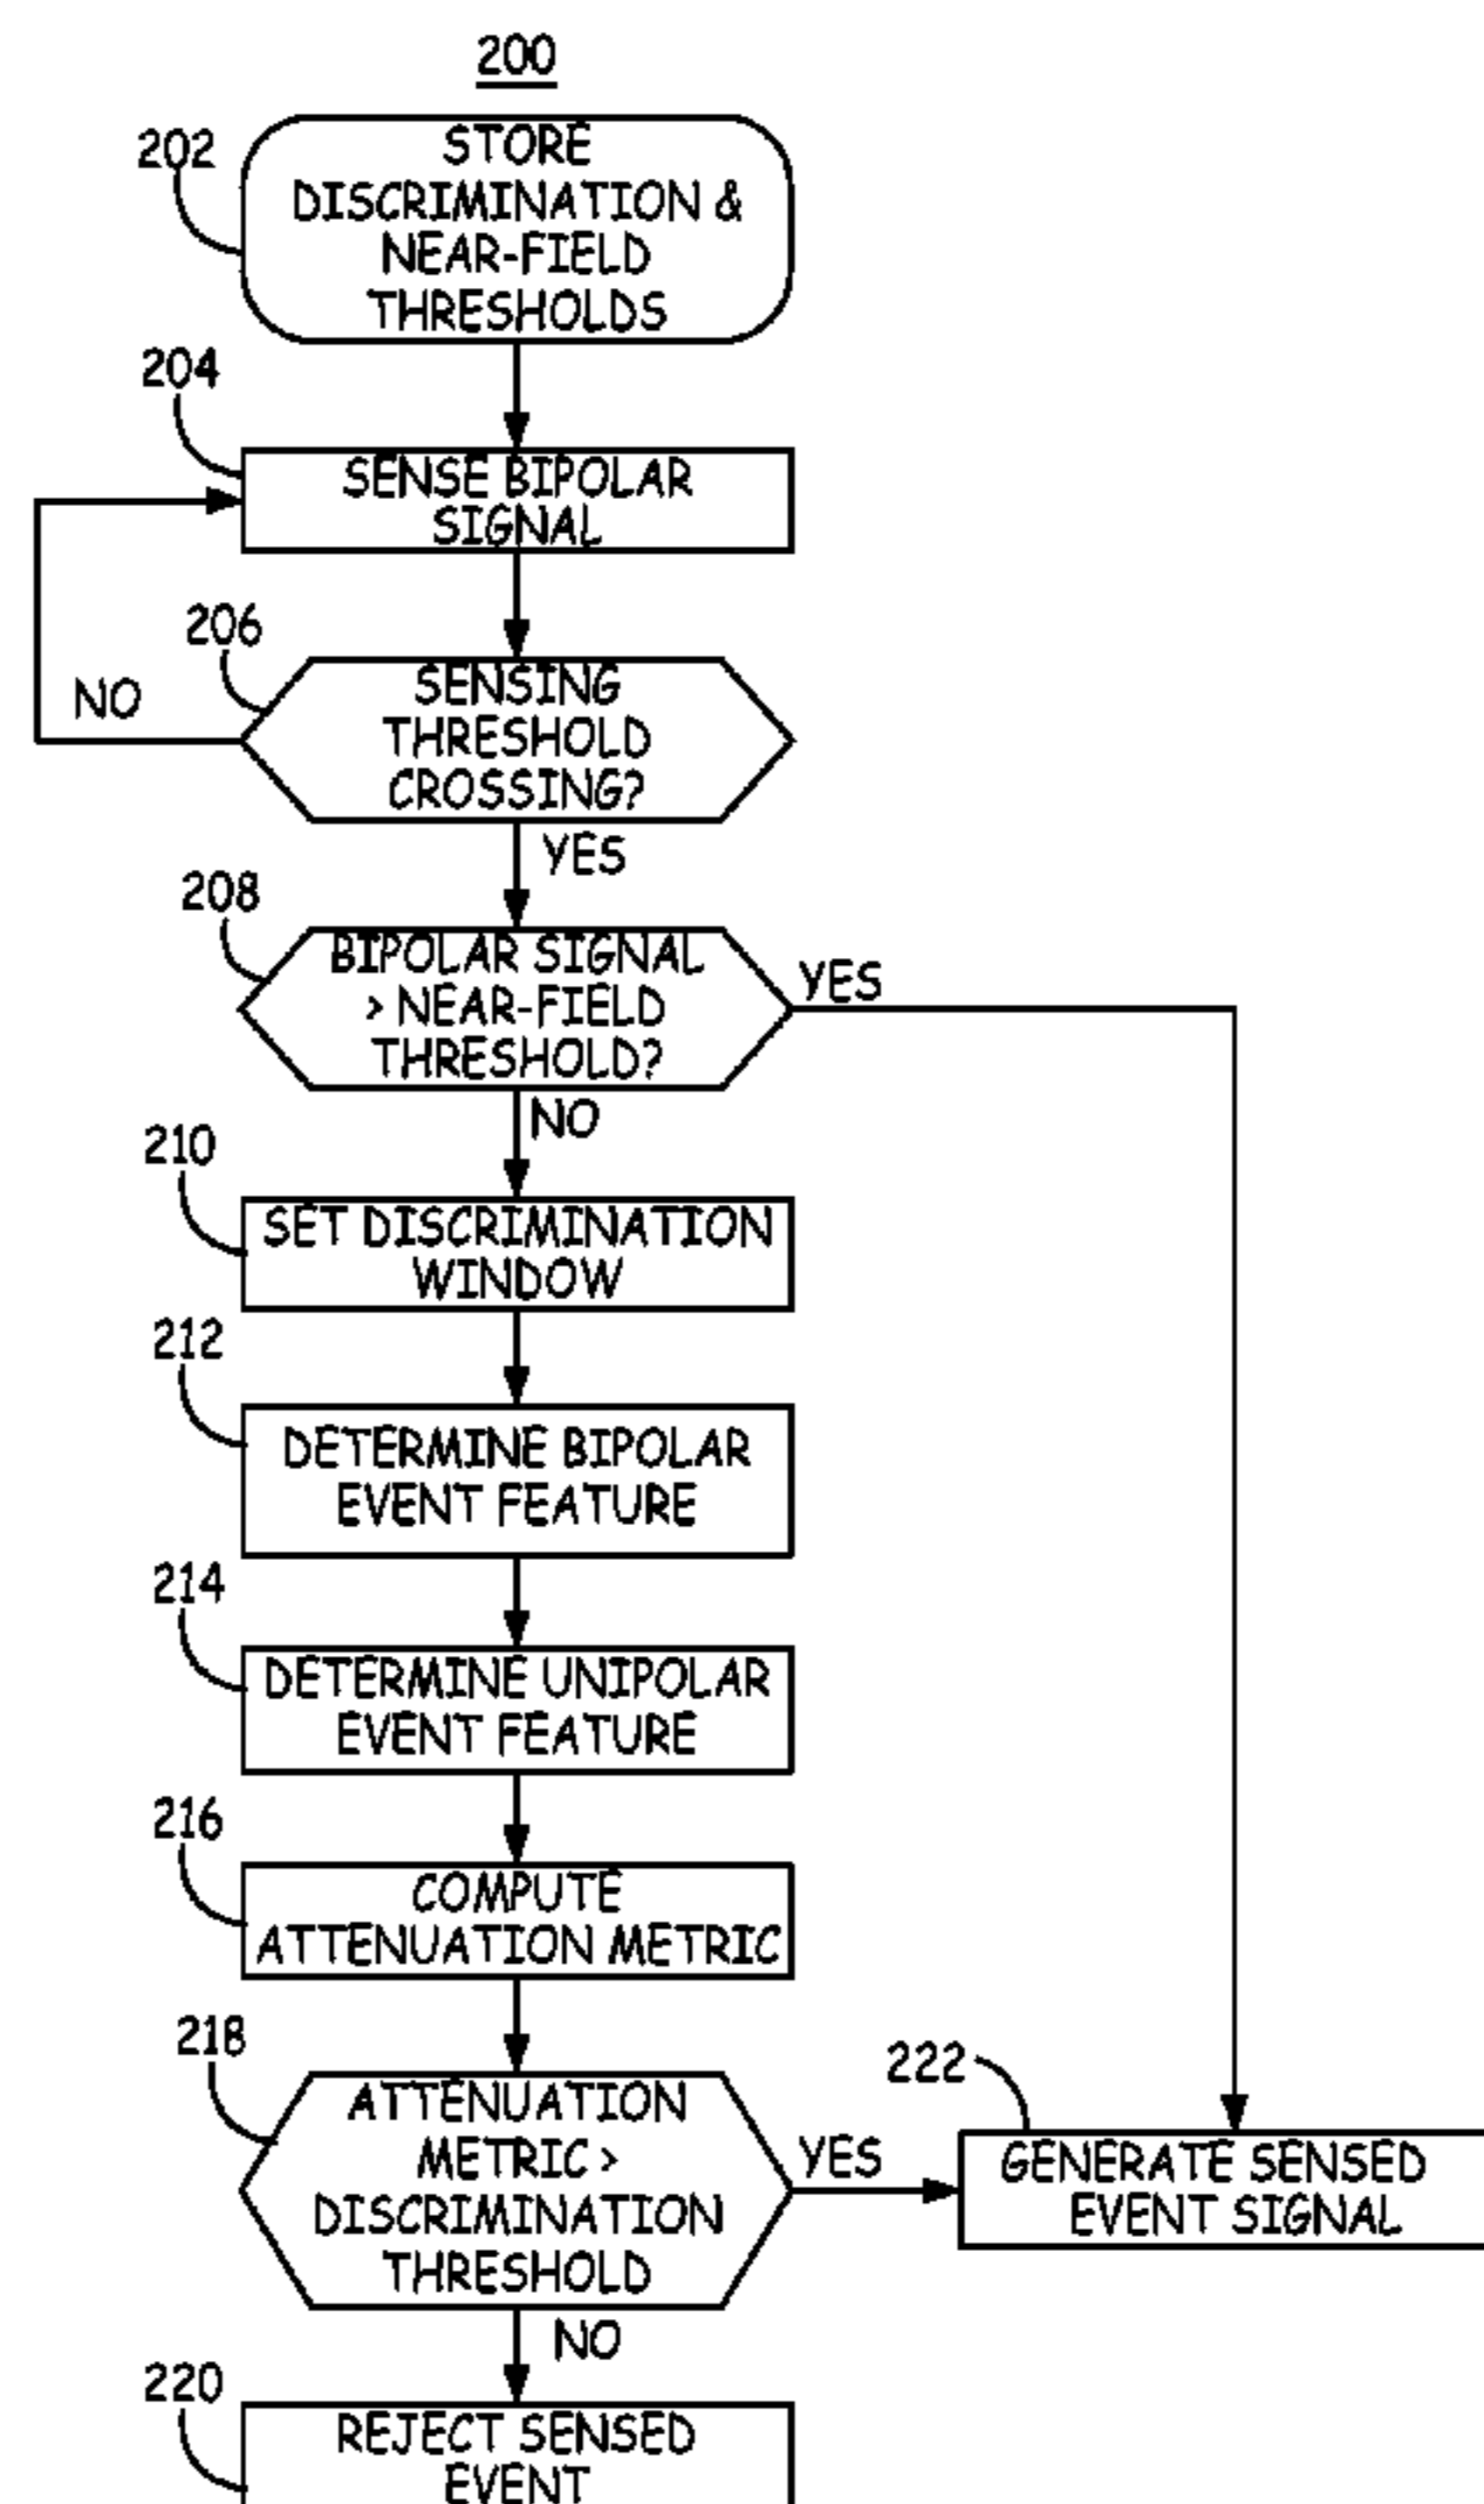 200
202
STORE
DISCRIMINATION &
NEAR-FIELD
THRESHOLDS
204
SENSE BIPOLAR
SIGNAL
206
NO
SENSING
THRESHOLD
CROSSING?
YES
208
BIPOLAR SIGNAL
> NEAR-FIELD
THRESHOLD?
YES
NO
210
SET DISCRIMINATION
WINDOW
212
DETERMINE BIPOLAR
EVENT FEATURE
214
DETERMINE UNIPOLAR
EVENT FEATURE
216
COMPUTE
ATTENUATION METRIC
218
ATTENUATION
METRIC >
DISCRIMINATION
THRESHOLD
YES
222
GENERATE SENSED
EVENT SIGNAL
NO
220
REJECT SENSED
EVENT